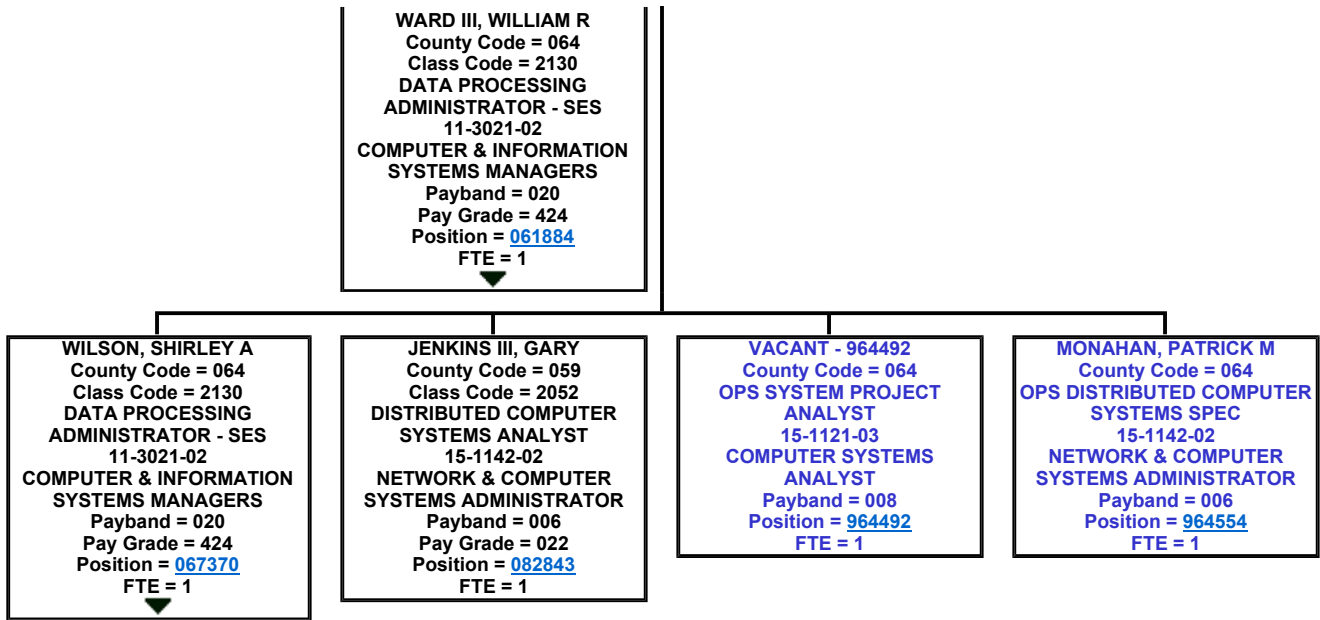 WARD III, WILLIAM R
County Code = 064
Class Code = 2130
DATA PROCESSING
ADMINISTRATOR - SES
11-3021-02
COMPUTER & INFORMATION
SYSTEMS MANAGERS
Payband = 020
Pay Grade = 424
Position = 061884
FTE = 1
WILSON, SHIRLEY A
County Code = 064
Class Code = 2130
DATA PROCESSING
ADMINISTRATOR - SES
11-3021-02
COMPUTER & INFORMATION
SYSTEMS MANAGERS
Payband = 020
Pay Grade = 424
Position = 067370
FTE = 1
JENKINS III, GARY
County Code = 059
Class Code = 2052
DISTRIBUTED COMPUTER
SYSTEMS ANALYST
15-1142-02
NETWORK & COMPUTER
SYSTEMS ADMINISTRATOR
Payband = 006
Pay Grade = 022
Position = 082843
FTE = 1
VACANT - 964492
County Code = 064
OPS SYSTEM PROJECT
ANALYST
15-1121-03
COMPUTER SYSTEMS
ANALYST
Payband = 008
Position = 964492
FTE = 1
MONAHAN, PATRICK M
County Code = 064
OPS DISTRIBUTED COMPUTER
SYSTEMS SPEC
15-1142-02
NETWORK & COMPUTER
SYSTEMS ADMINISTRATOR
Payband = 006
Position = 964554
FTE = 1